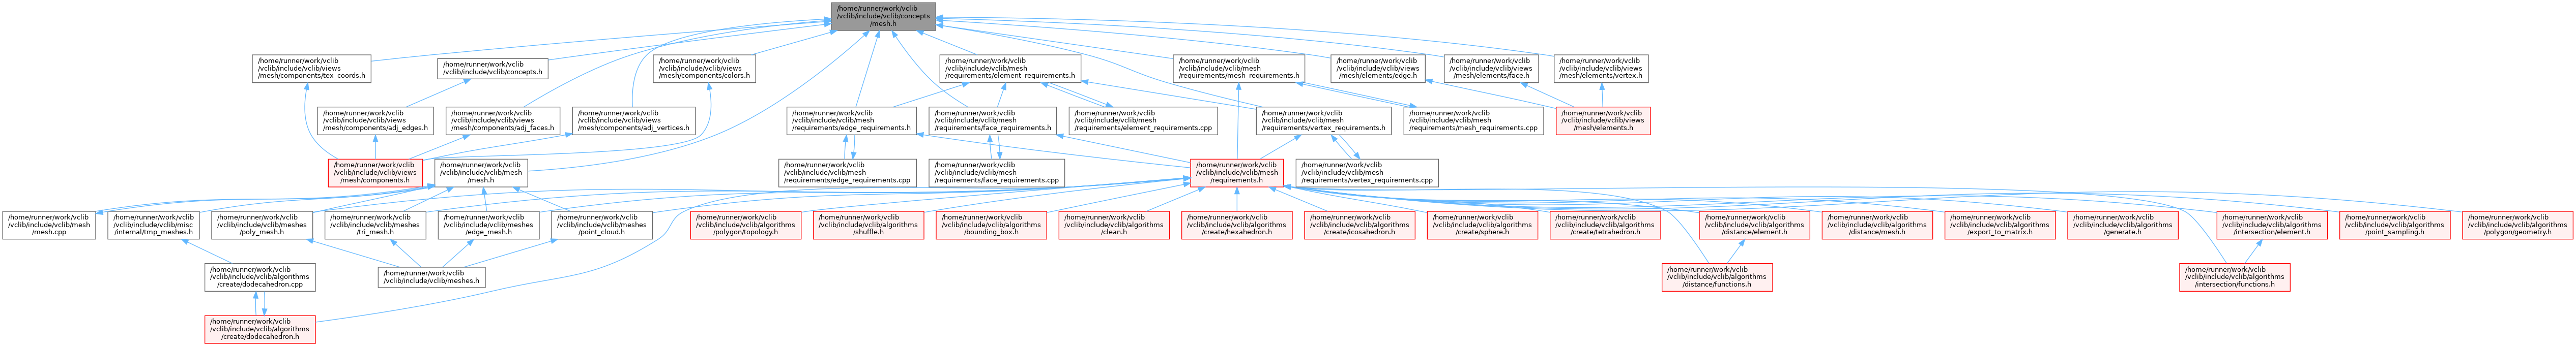 /home/runner/work/vclib
/vclib/include/vclib/concepts
/mesh.h
/home/runner/work/vclib
/vclib/include/vclib/views
/mesh/components/tex_coords.h
/home/runner/work/vclib
/vclib/include/vclib/concepts.h
/home/runner/work/vclib
/vclib/include/vclib/views
/mesh/components/colors.h
/home/runner/work/vclib
/vclib/include/vclib/mesh
/requirements/element_requirements.h
/home/runner/work/vclib
/vclib/include/vclib/mesh
/requirements/mesh_requirements.h
/home/runner/work/vclib
/vclib/include/vclib/views
/mesh/elements/edge.h
/home/runner/work/vclib
/vclib/include/vclib/views
/mesh/elements/face.h
/home/runner/work/vclib
/vclib/include/vclib/views
/mesh/elements/vertex.h
/home/runner/work/vclib
/vclib/include/vclib/views
/mesh/components/adj_edges.h
/home/runner/work/vclib
/vclib/include/vclib/views
/mesh/components/adj_faces.h
/home/runner/work/vclib
/vclib/include/vclib/views
/mesh/components/adj_vertices.h
/home/runner/work/vclib
/vclib/include/vclib/mesh
/requirements/edge_requirements.h
/home/runner/work/vclib
/vclib/include/vclib/mesh
/requirements/face_requirements.h
/home/runner/work/vclib
/vclib/include/vclib/mesh
/requirements/element_requirements.cpp
/home/runner/work/vclib
/vclib/include/vclib/mesh
/requirements/vertex_requirements.h
/home/runner/work/vclib
/vclib/include/vclib/mesh
/requirements/mesh_requirements.cpp
/home/runner/work/vclib
/vclib/include/vclib/views
/mesh/elements.h
/home/runner/work/vclib
/vclib/include/vclib/views
/mesh/components.h
/home/runner/work/vclib
/vclib/include/vclib/mesh
/mesh.h
/home/runner/work/vclib
/vclib/include/vclib/mesh
/requirements/edge_requirements.cpp
/home/runner/work/vclib
/vclib/include/vclib/mesh
/requirements/face_requirements.cpp
/home/runner/work/vclib
/vclib/include/vclib/mesh
/requirements.h
/home/runner/work/vclib
/vclib/include/vclib/mesh
/requirements/vertex_requirements.cpp
/home/runner/work/vclib
/vclib/include/vclib/mesh
/mesh.cpp
/home/runner/work/vclib
/vclib/include/vclib/misc
/internal/tmp_meshes.h
/home/runner/work/vclib
/vclib/include/vclib/meshes
/poly_mesh.h
/home/runner/work/vclib
/vclib/include/vclib/meshes
/tri_mesh.h
/home/runner/work/vclib
/vclib/include/vclib/meshes
/edge_mesh.h
/home/runner/work/vclib
/vclib/include/vclib/meshes
/point_cloud.h
/home/runner/work/vclib
/vclib/include/vclib/algorithms
/polygon/topology.h
/home/runner/work/vclib
/vclib/include/vclib/algorithms
/shuffle.h
/home/runner/work/vclib
/vclib/include/vclib/algorithms
/bounding_box.h
/home/runner/work/vclib
/vclib/include/vclib/algorithms
/clean.h
/home/runner/work/vclib
/vclib/include/vclib/algorithms
/create/hexahedron.h
/home/runner/work/vclib
/vclib/include/vclib/algorithms
/create/icosahedron.h
/home/runner/work/vclib
/vclib/include/vclib/algorithms
/create/sphere.h
/home/runner/work/vclib
/vclib/include/vclib/algorithms
/create/tetrahedron.h
/home/runner/work/vclib
/vclib/include/vclib/algorithms
/distance/element.h
/home/runner/work/vclib
/vclib/include/vclib/algorithms
/distance/mesh.h
/home/runner/work/vclib
/vclib/include/vclib/algorithms
/export_to_matrix.h
/home/runner/work/vclib
/vclib/include/vclib/algorithms
/generate.h
/home/runner/work/vclib
/vclib/include/vclib/algorithms
/intersection/element.h
/home/runner/work/vclib
/vclib/include/vclib/algorithms
/point_sampling.h
/home/runner/work/vclib
/vclib/include/vclib/algorithms
/polygon/geometry.h
/home/runner/work/vclib
/vclib/include/vclib/algorithms
/create/dodecahedron.cpp
/home/runner/work/vclib
/vclib/include/vclib/meshes.h
/home/runner/work/vclib
/vclib/include/vclib/algorithms
/distance/functions.h
/home/runner/work/vclib
/vclib/include/vclib/algorithms
/intersection/functions.h
/home/runner/work/vclib
/vclib/include/vclib/algorithms
/create/dodecahedron.h